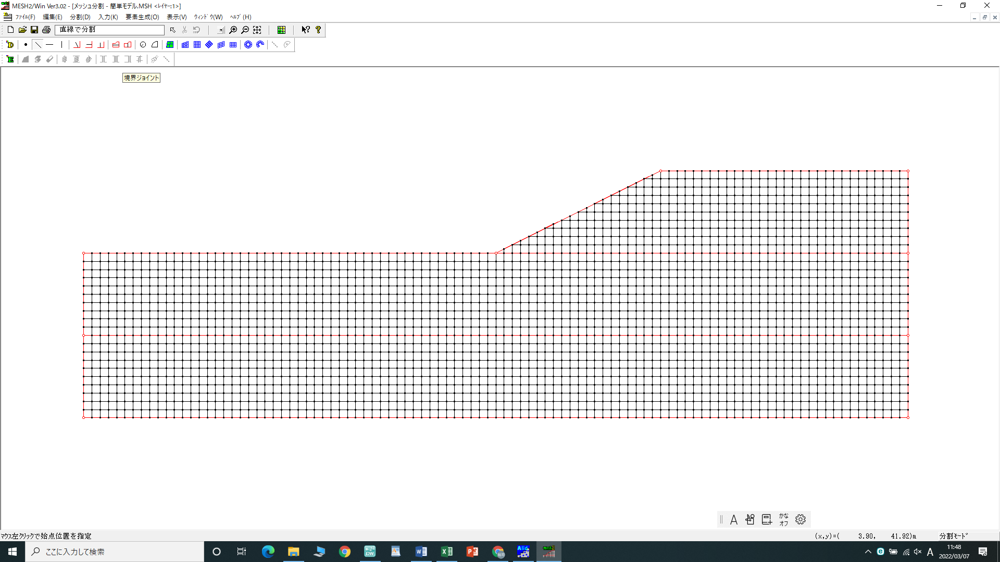 MESH2/Win Ver3.02 - [メッシュ分割 - 簡単モデル.MSH <ﾚｲﾔｰ:1>]
ﾌｧｲﾙ(F) 編集(E) 分割(D) 入力(K) 要素生成(O) 表示(V) ｳｨﾝﾄﾞｳ(W) ﾍﾙﾌﾟ(H)
直線で分割
D
E
境界ジョイント
A
かな
オフ
ﾏｳｽ左ｸﾘｯｸで始点位置を指定
(x,y)=( 3.90, 41.92)m
分割ﾓｰﾄﾞ
ここに入力して検索
DW
Alid
mesh2
A
11:48
2022/03/07